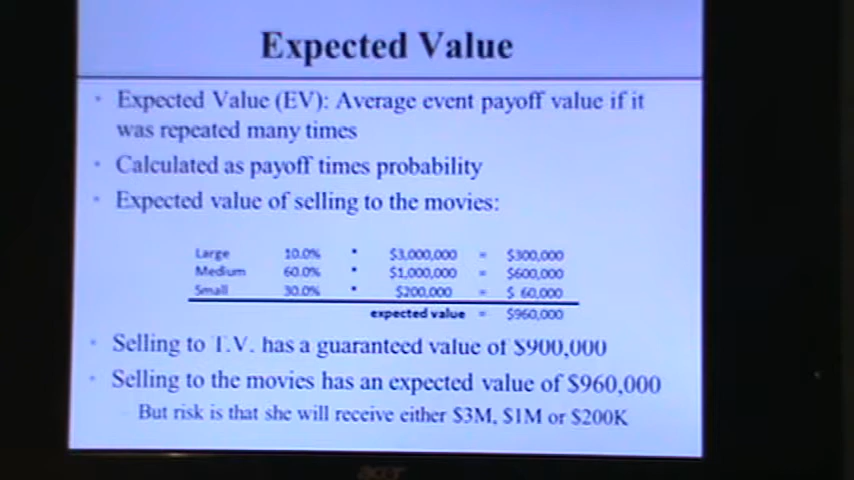 Expected Value
• Expected Value (EV): Average event payoff value if it
was repeated many times
• Calculated as payoff times probability
• Expected value of selling to the movies:
Large 10.0% * $3,000,000 = $300,000
Medium 60.0% * $1,000,000 = $600,000
Small 30.0% * $200,000 = $ 60,000
expected value = $960,000
• Selling to T.V. has a guaranteed value of $900,000
• Selling to the movies has an expected value of $960,000
– But risk is that she will receive either $3M, $1M or $200K
acer